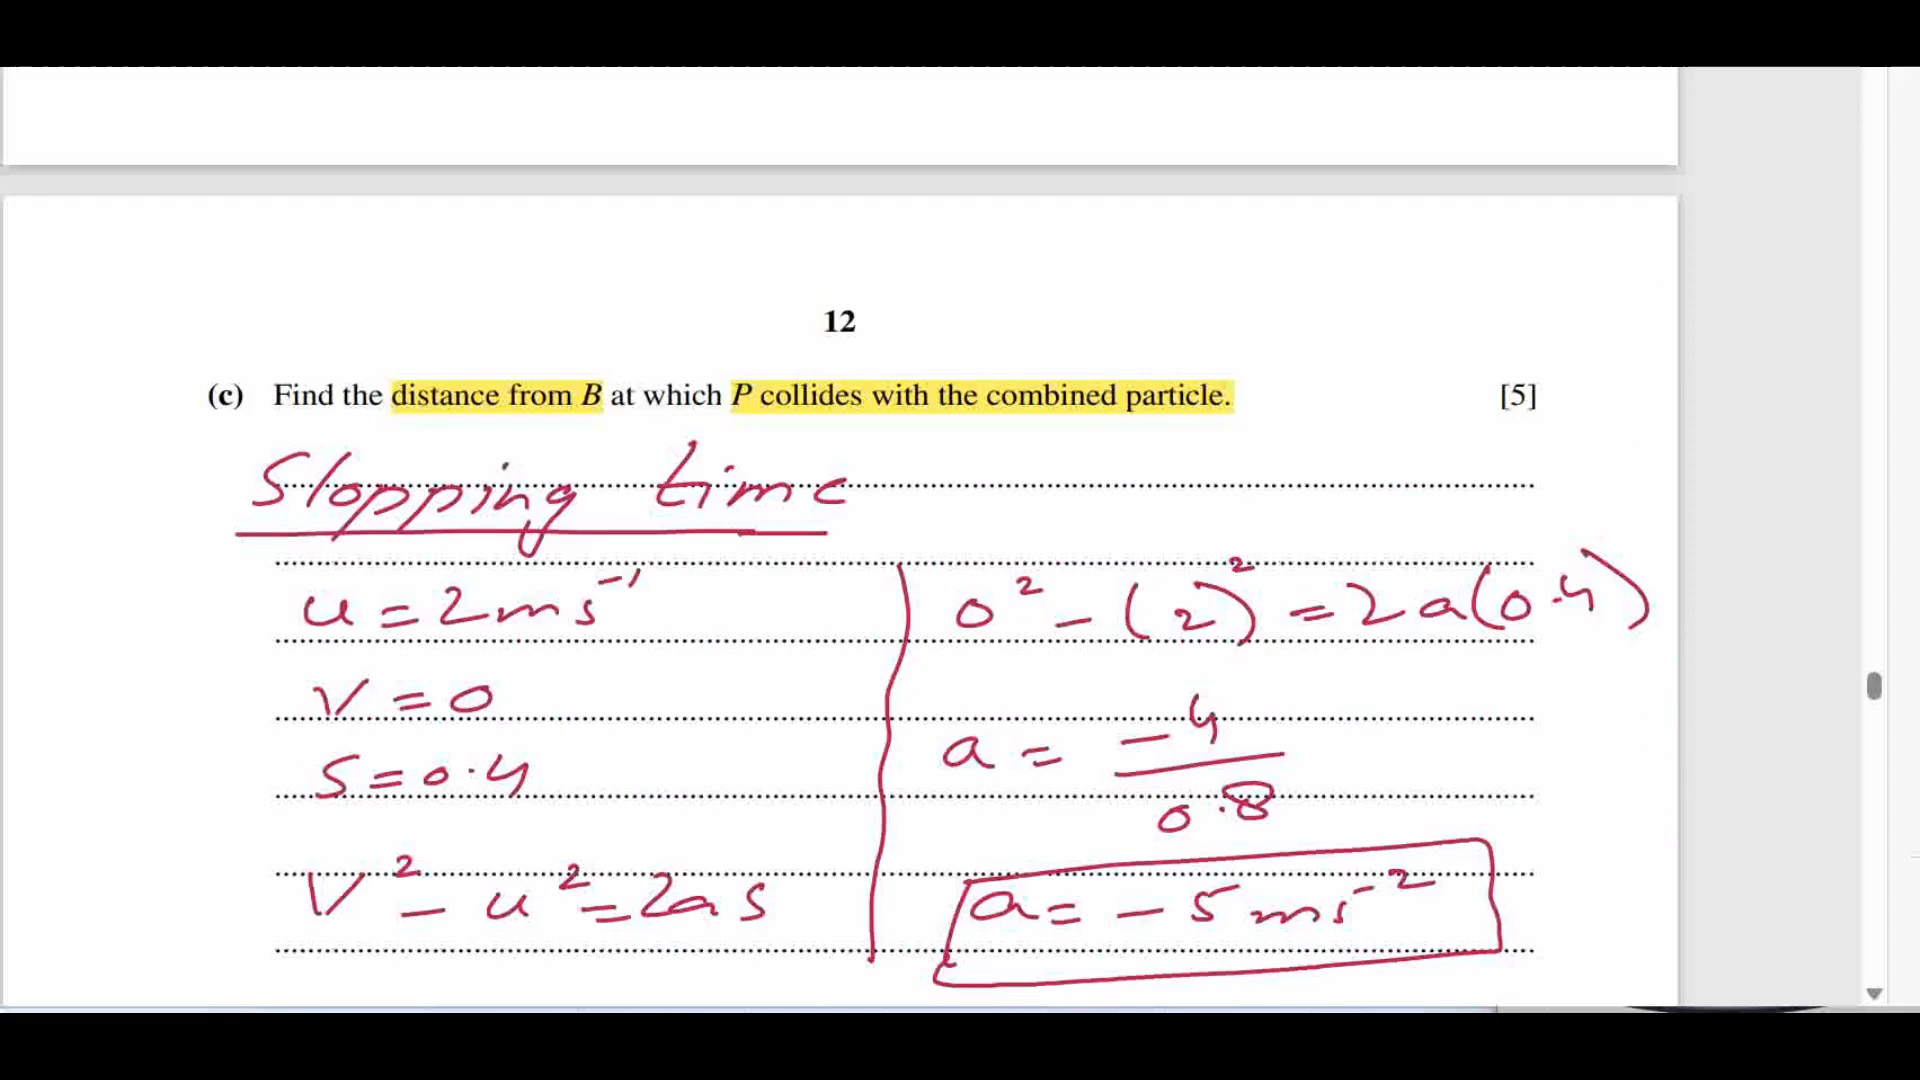 12
(c) Find the distance from B at which P collides with the combined particle. [5]
Stopping time
u = 2ms⁻¹
v = 0
s = 0.4
v² - u² = 2as
0² - (2)² = 2a(0.4)
a = -4/0.8
a = -5ms⁻²